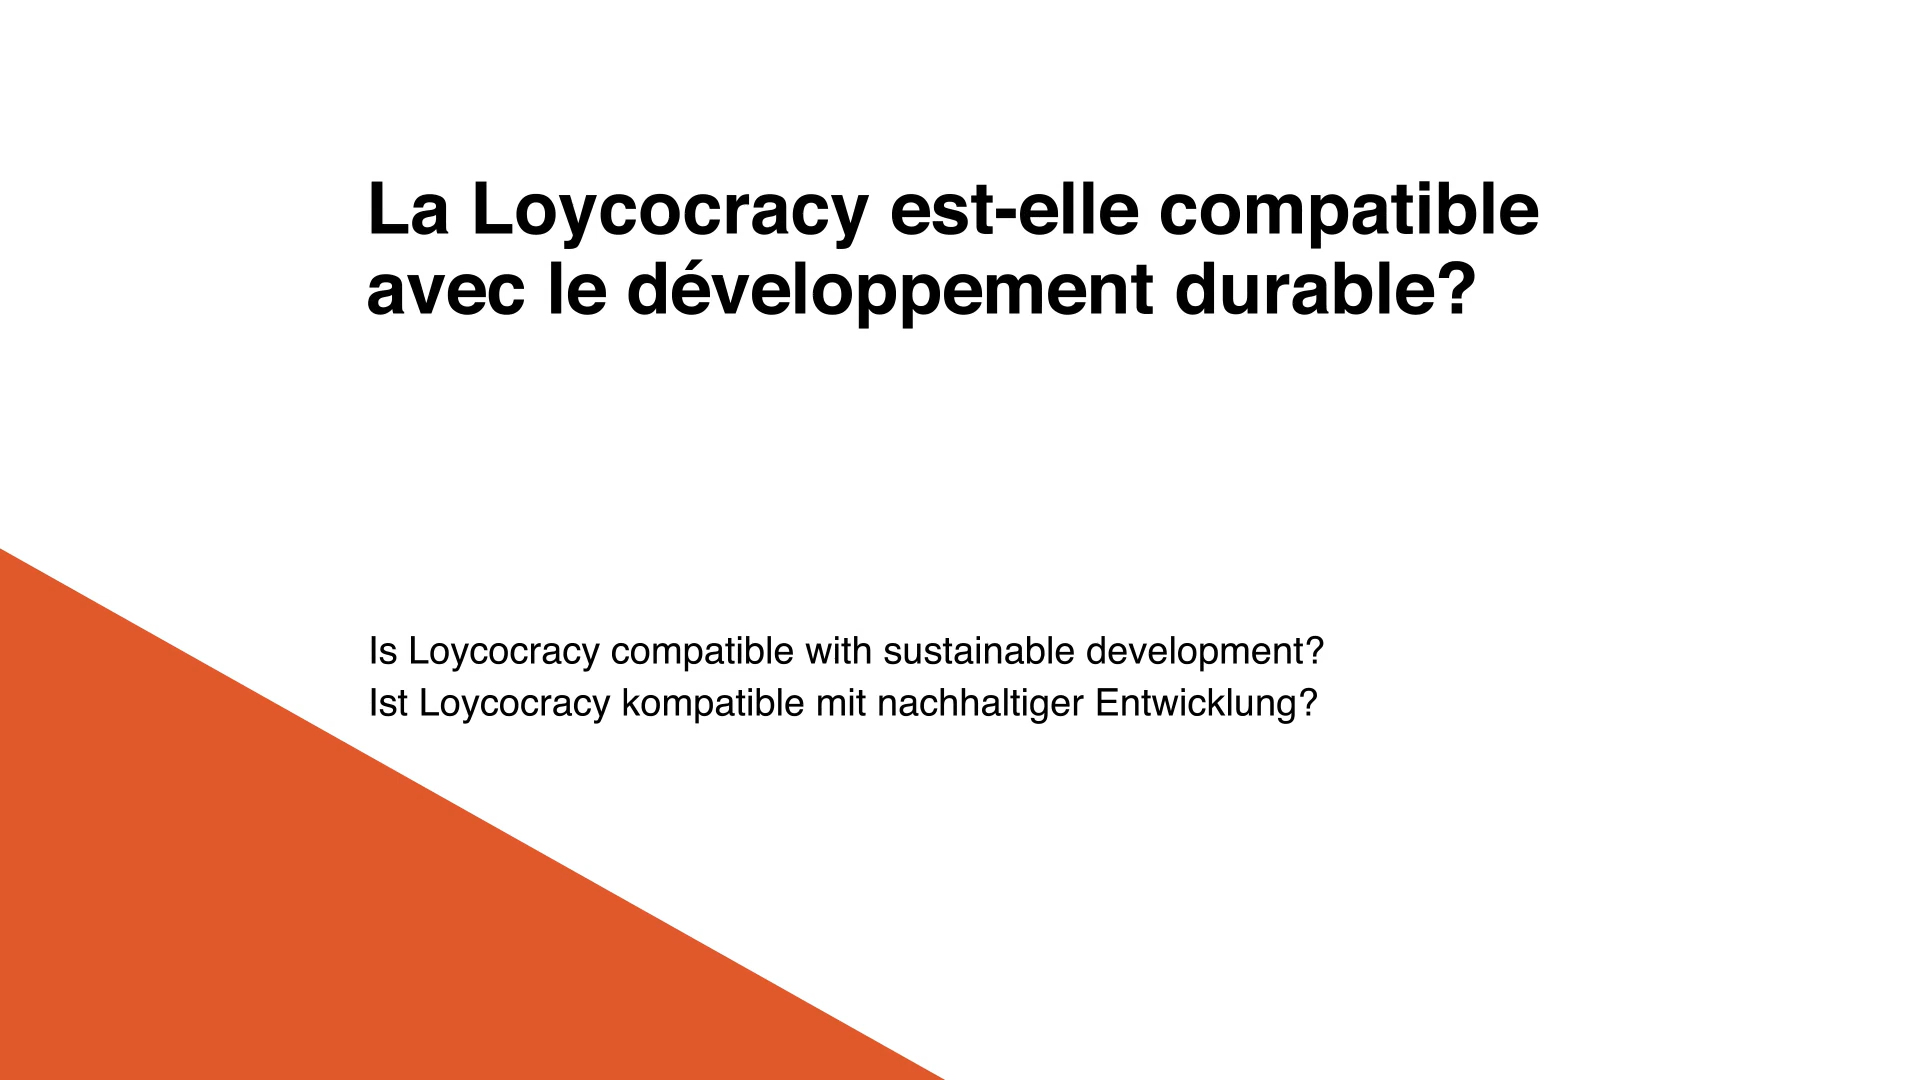 La Loycocracy est-elle compatible
avec le développement durable?
Is Loycocracy compatible with sustainable development?
Ist Loycocracy kompatible mit nachhaltiger Entwicklung?